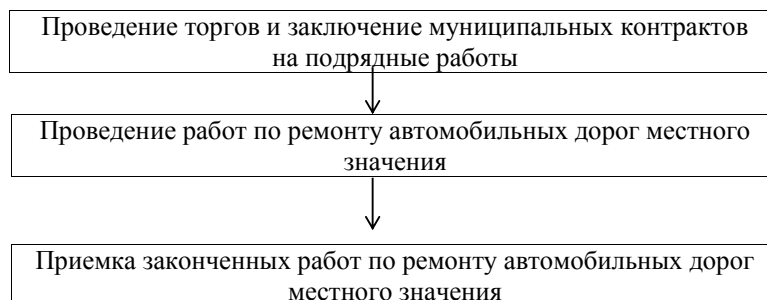 Проведение торгов и заключение муниципальных контрактов
на подрядные работы
Проведение работ по ремонту автомобильных дорог местного
значения
Приемка законченных работ по ремонту автомобильных дорог
местного значения